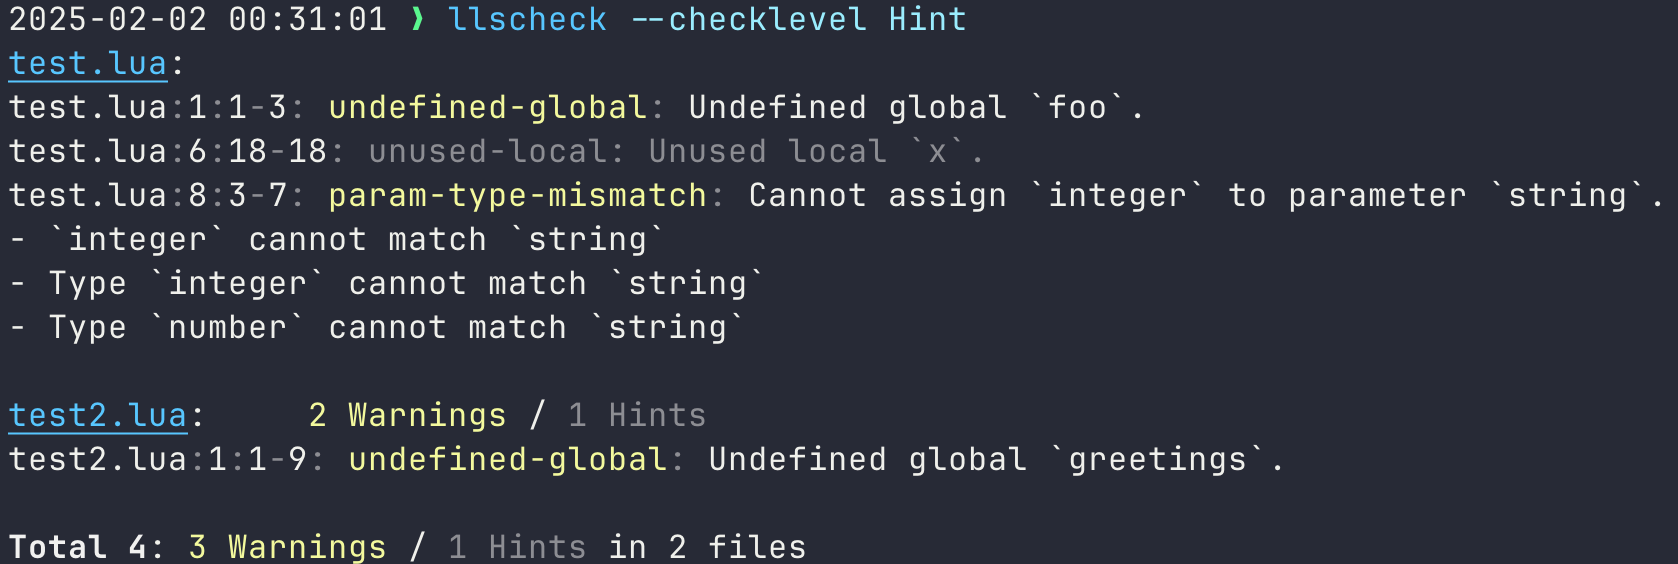 2025-02-02 00:31:01 ❯ llscheck --checklevel Hint
test.lua:
test.lua:1:1-3: undefined-global: Undefined global `foo`.
test.lua:6:18-18: unused-local: Unused local `x`.
test.lua:8:3-7: param-type-mismatch: Cannot assign `integer` to parameter `string`.
- `integer` cannot match `string`
- Type `integer` cannot match `string`
- Type `number` cannot match `string`
test2.lua:     2 Warnings / 1 Hints
test2.lua:1:1-9: undefined-global: Undefined global `greetings`.
Total 4: 3 Warnings / 1 Hints in 2 files